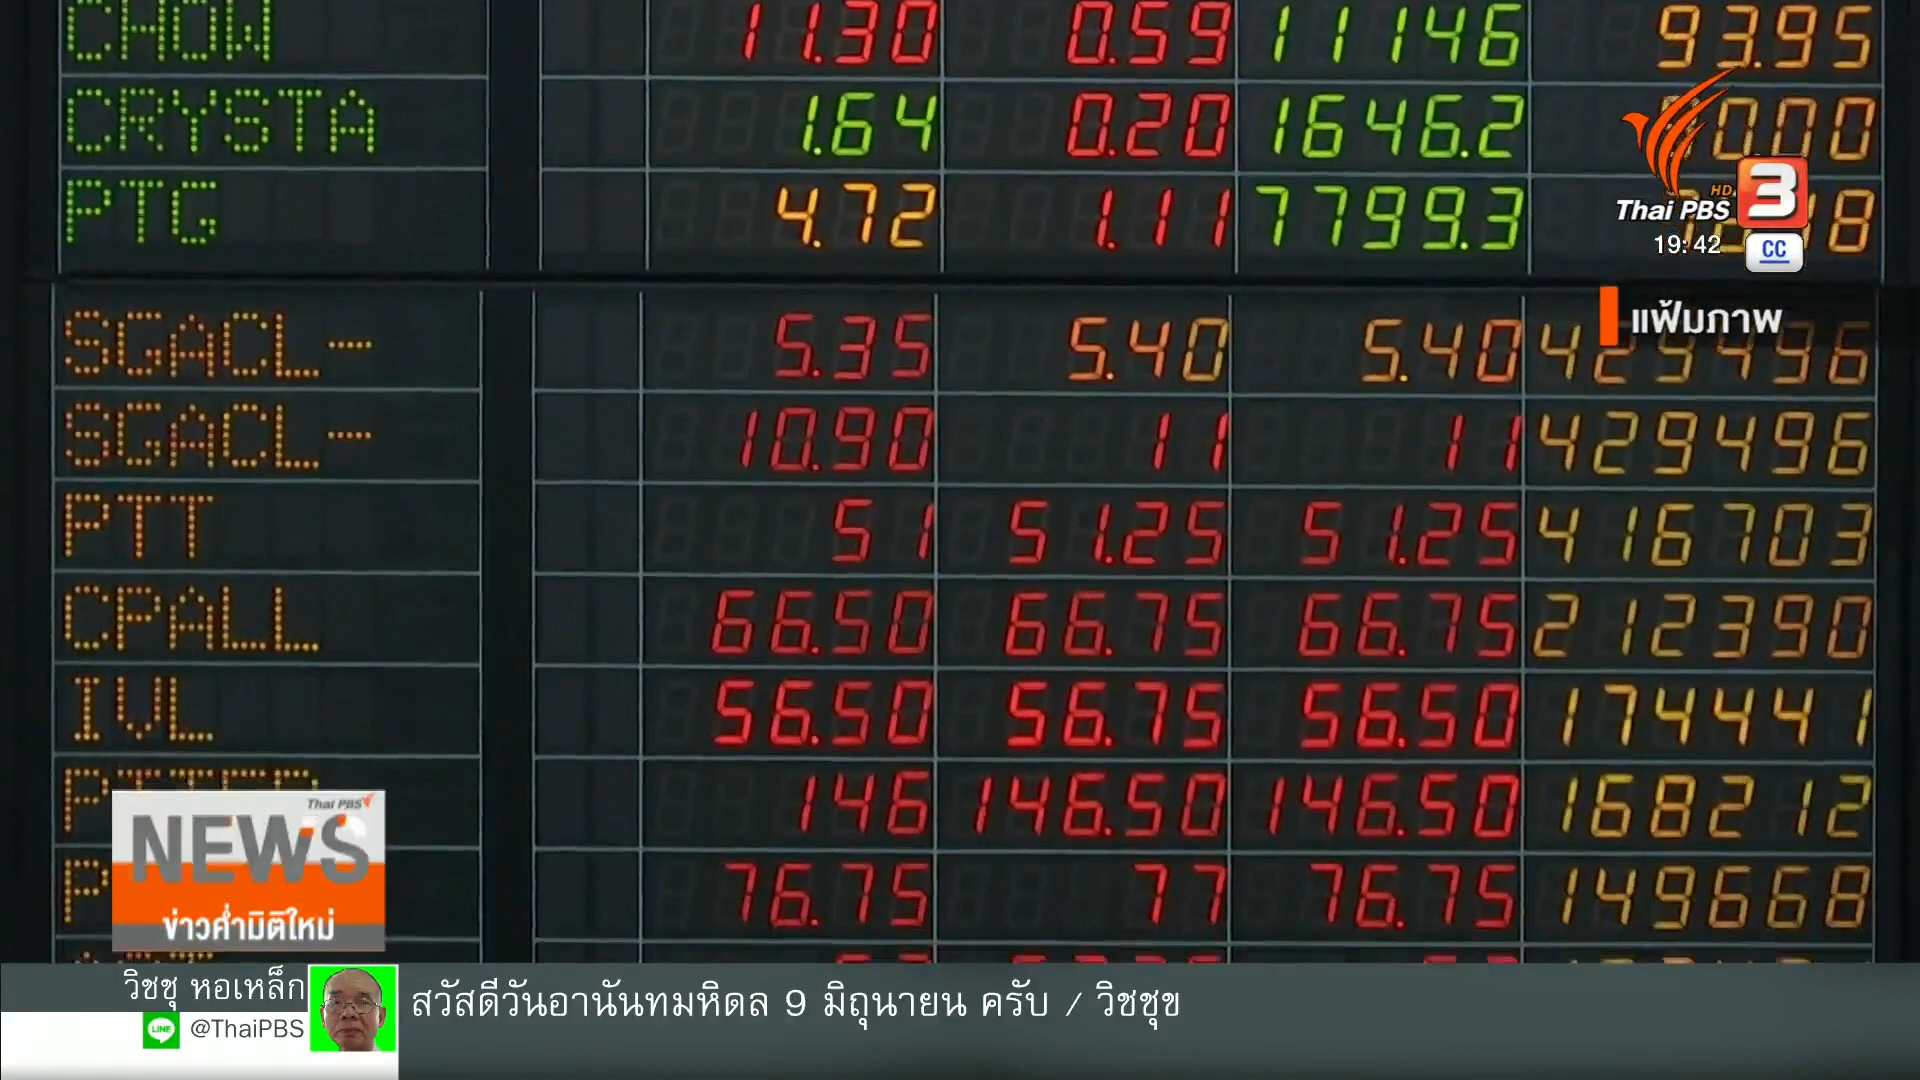 CHOW 11.30 0.59 11146 93.95
CRYSTA 1.64 0.20 1646.2
PTG 4.72 1.11 7799.3
HD
Thai PBS 3
19:42 CC
แฟ้มภาพ
SGACL- 5.35 5.40 5.40 429496
SGACL- 10.90 11 11 429496
PTT 51 51.25 51.25 416703
CPALL 66.50 66.75 66.75 212390
IVL 56.50 56.75 56.50 174441
146 146.50 146.50 168212
76.75 77 76.75 149668
Thai PBS
NEWS
ข่าวค่ำมิติใหม่
วิชชุ หอเหล็ก
LINE @ThaiPBS
สวัสดีวันอานันทมหิดล 9 มิถุนายน ครับ / วิชชุข